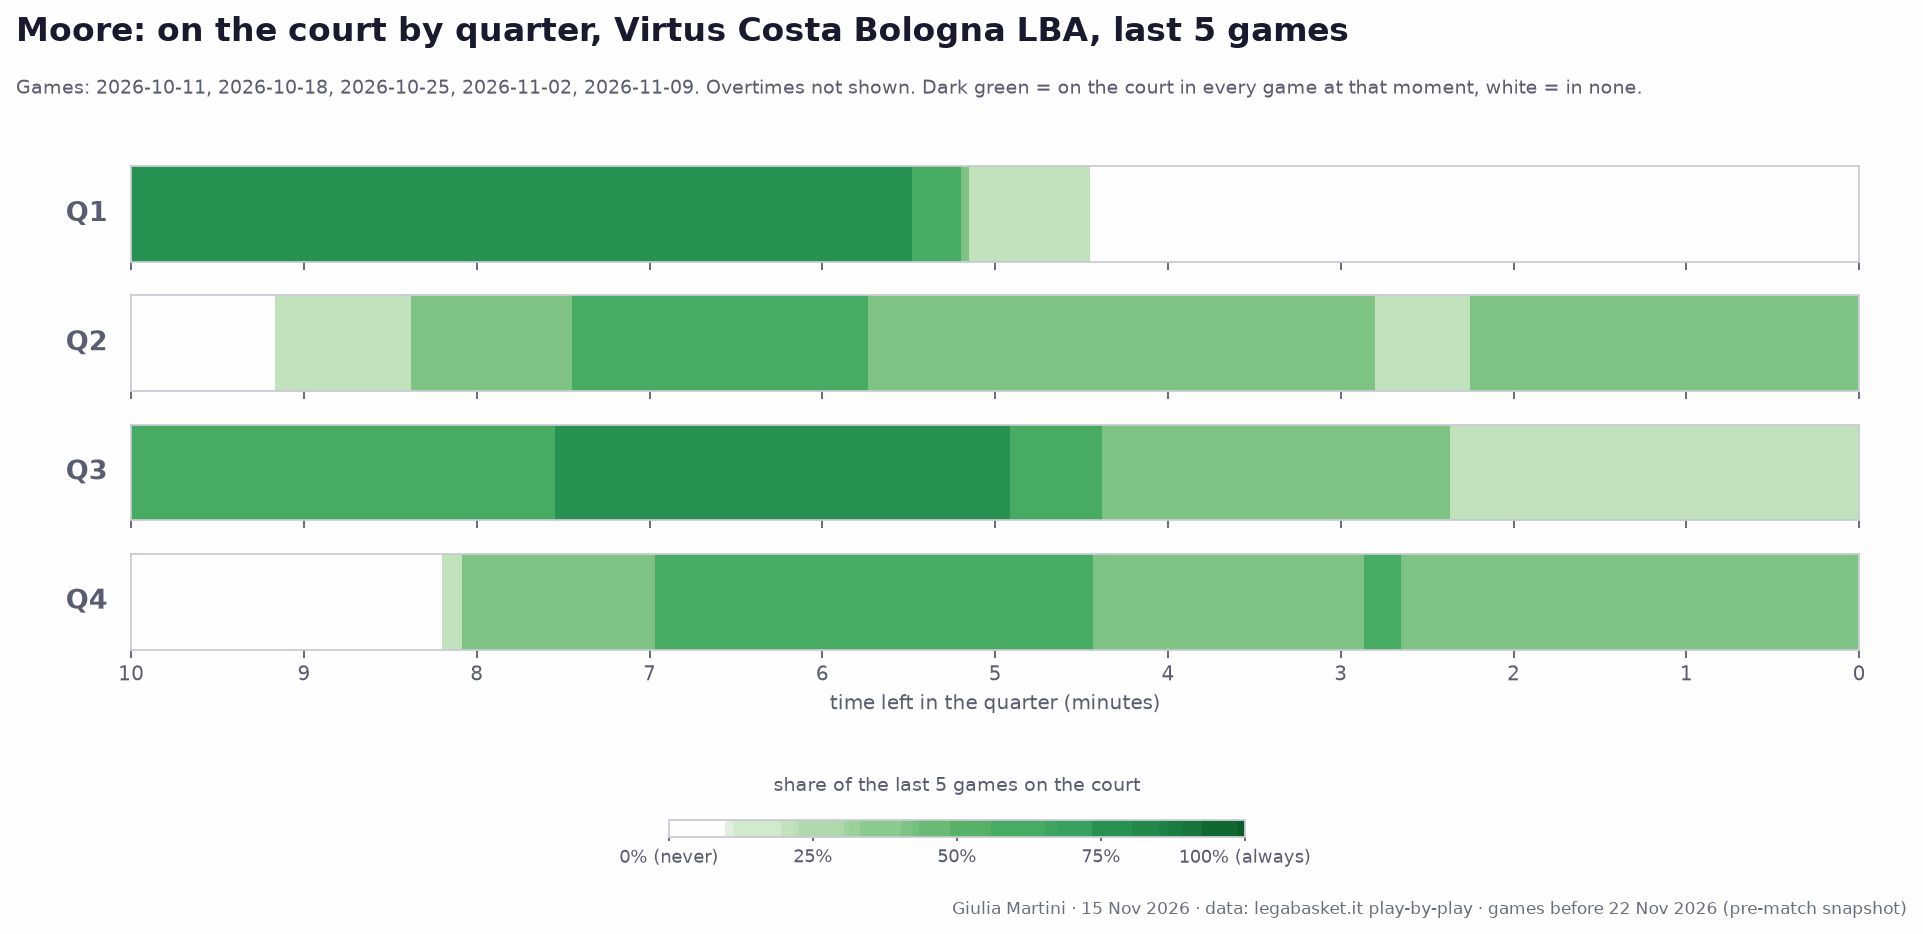 Moore: on the court by quarter, Virtus Costa Bologna LBA, last 5 games
Games: 2026-10-11, 2026-10-18, 2026-10-25, 2026-11-02, 2026-11-09. Overtimes not shown. Dark green = on the court in every game at that moment, white = in none.
Q1
Q2
Q3
Q4
10 9 8 7 6 5 4 3 2 1 0
time left in the quarter (minutes)
share of the last 5 games on the court
0% (never) 25% 50% 75% 100% (always)
Giulia Martini · 15 Nov 2026 · data: legabasket.it play-by-play · games before 22 Nov 2026 (pre-match snapshot)